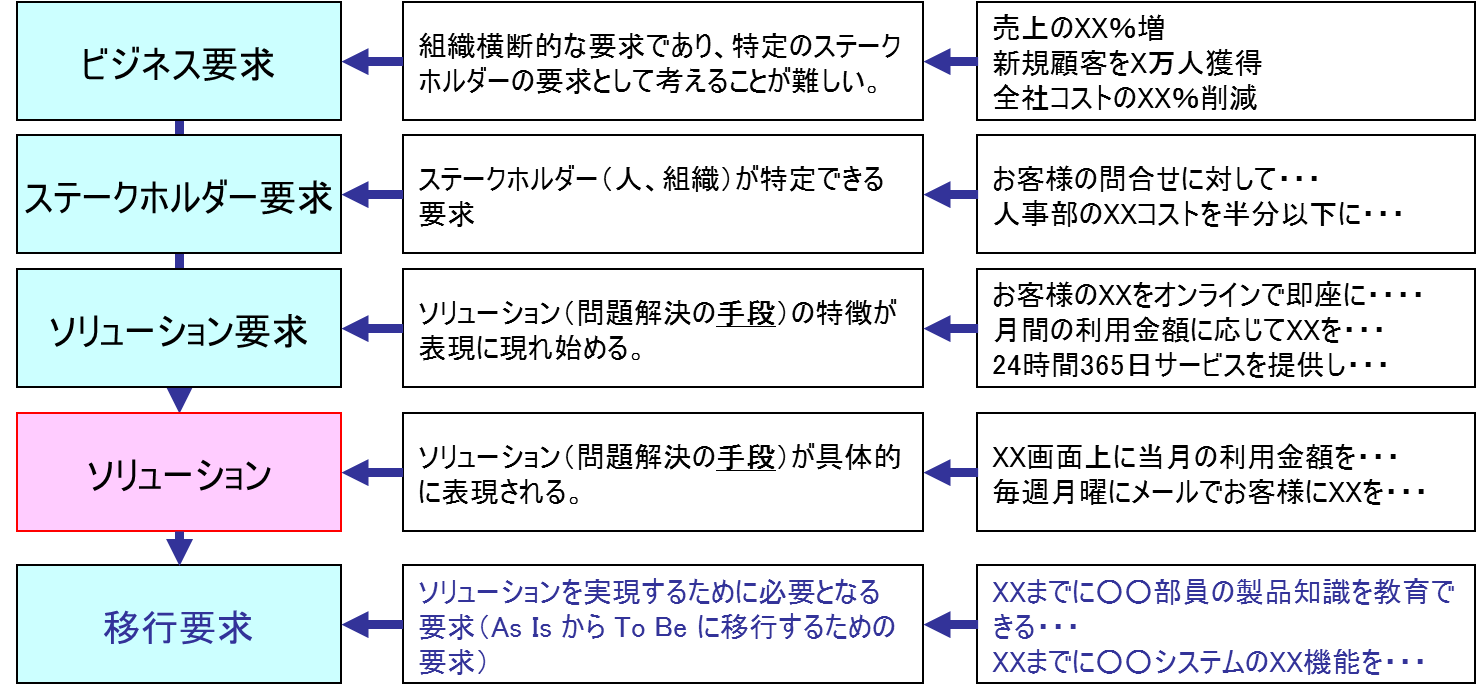 ビジネス要求
組織横断的な要求であり、特定のステーク
ホルダーの要求として考えることが難しい。
売上のXX%増
新規顧客をX万人獲得
全社コストのXX%削減
ステークホルダー要求
ステークホルダー(人、組織)が特定できる
要求
お客様の問合せに対して・・・
人事部のXXコストを半分以下に・・・
ソリューション要求
ソリューション(問題解決の手段)の特徴が
表現に現れ始める。
お客様のXXをオンラインで即座に・・・・
月間の利用金額に応じてXXを・・・
24時間365日サービスを提供し・・・
ソリューション
ソリューション(問題解決の手段)が具体的
に表現される。
XX画面上に当月の利用金額を・・・
毎週月曜にメールでお客様にXXを・・・
移行要求
ソリューションを実現するために必要となる
要求(As Is から To Be に移行するための
要求)
XXまでに〇〇部員の製品知識を教育で
きる・・・
XXまでに〇〇システムのXX機能を・・・